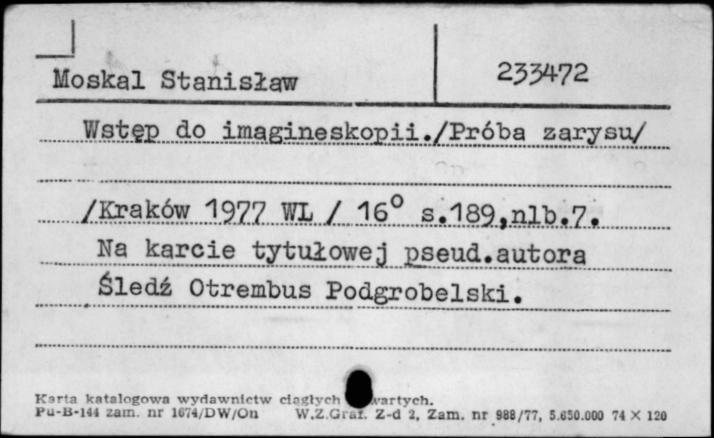 Moskal Stanisław 233472
Wstęp do imagineskopii./Próba zarysu/
/Kraków 1977 WL / 16° s.189,nlb.7.
Na karcie tytułowej pseud.autora
Śledź Otrembus Podgrobelski.
Karta katalogowa wydawnictw ciągłych
Pu-B-144 zam. nr 1674/DW/On W.Z.Graf. Z-d 2, Zam. nr 988/77, 5.650.000 74 X 120